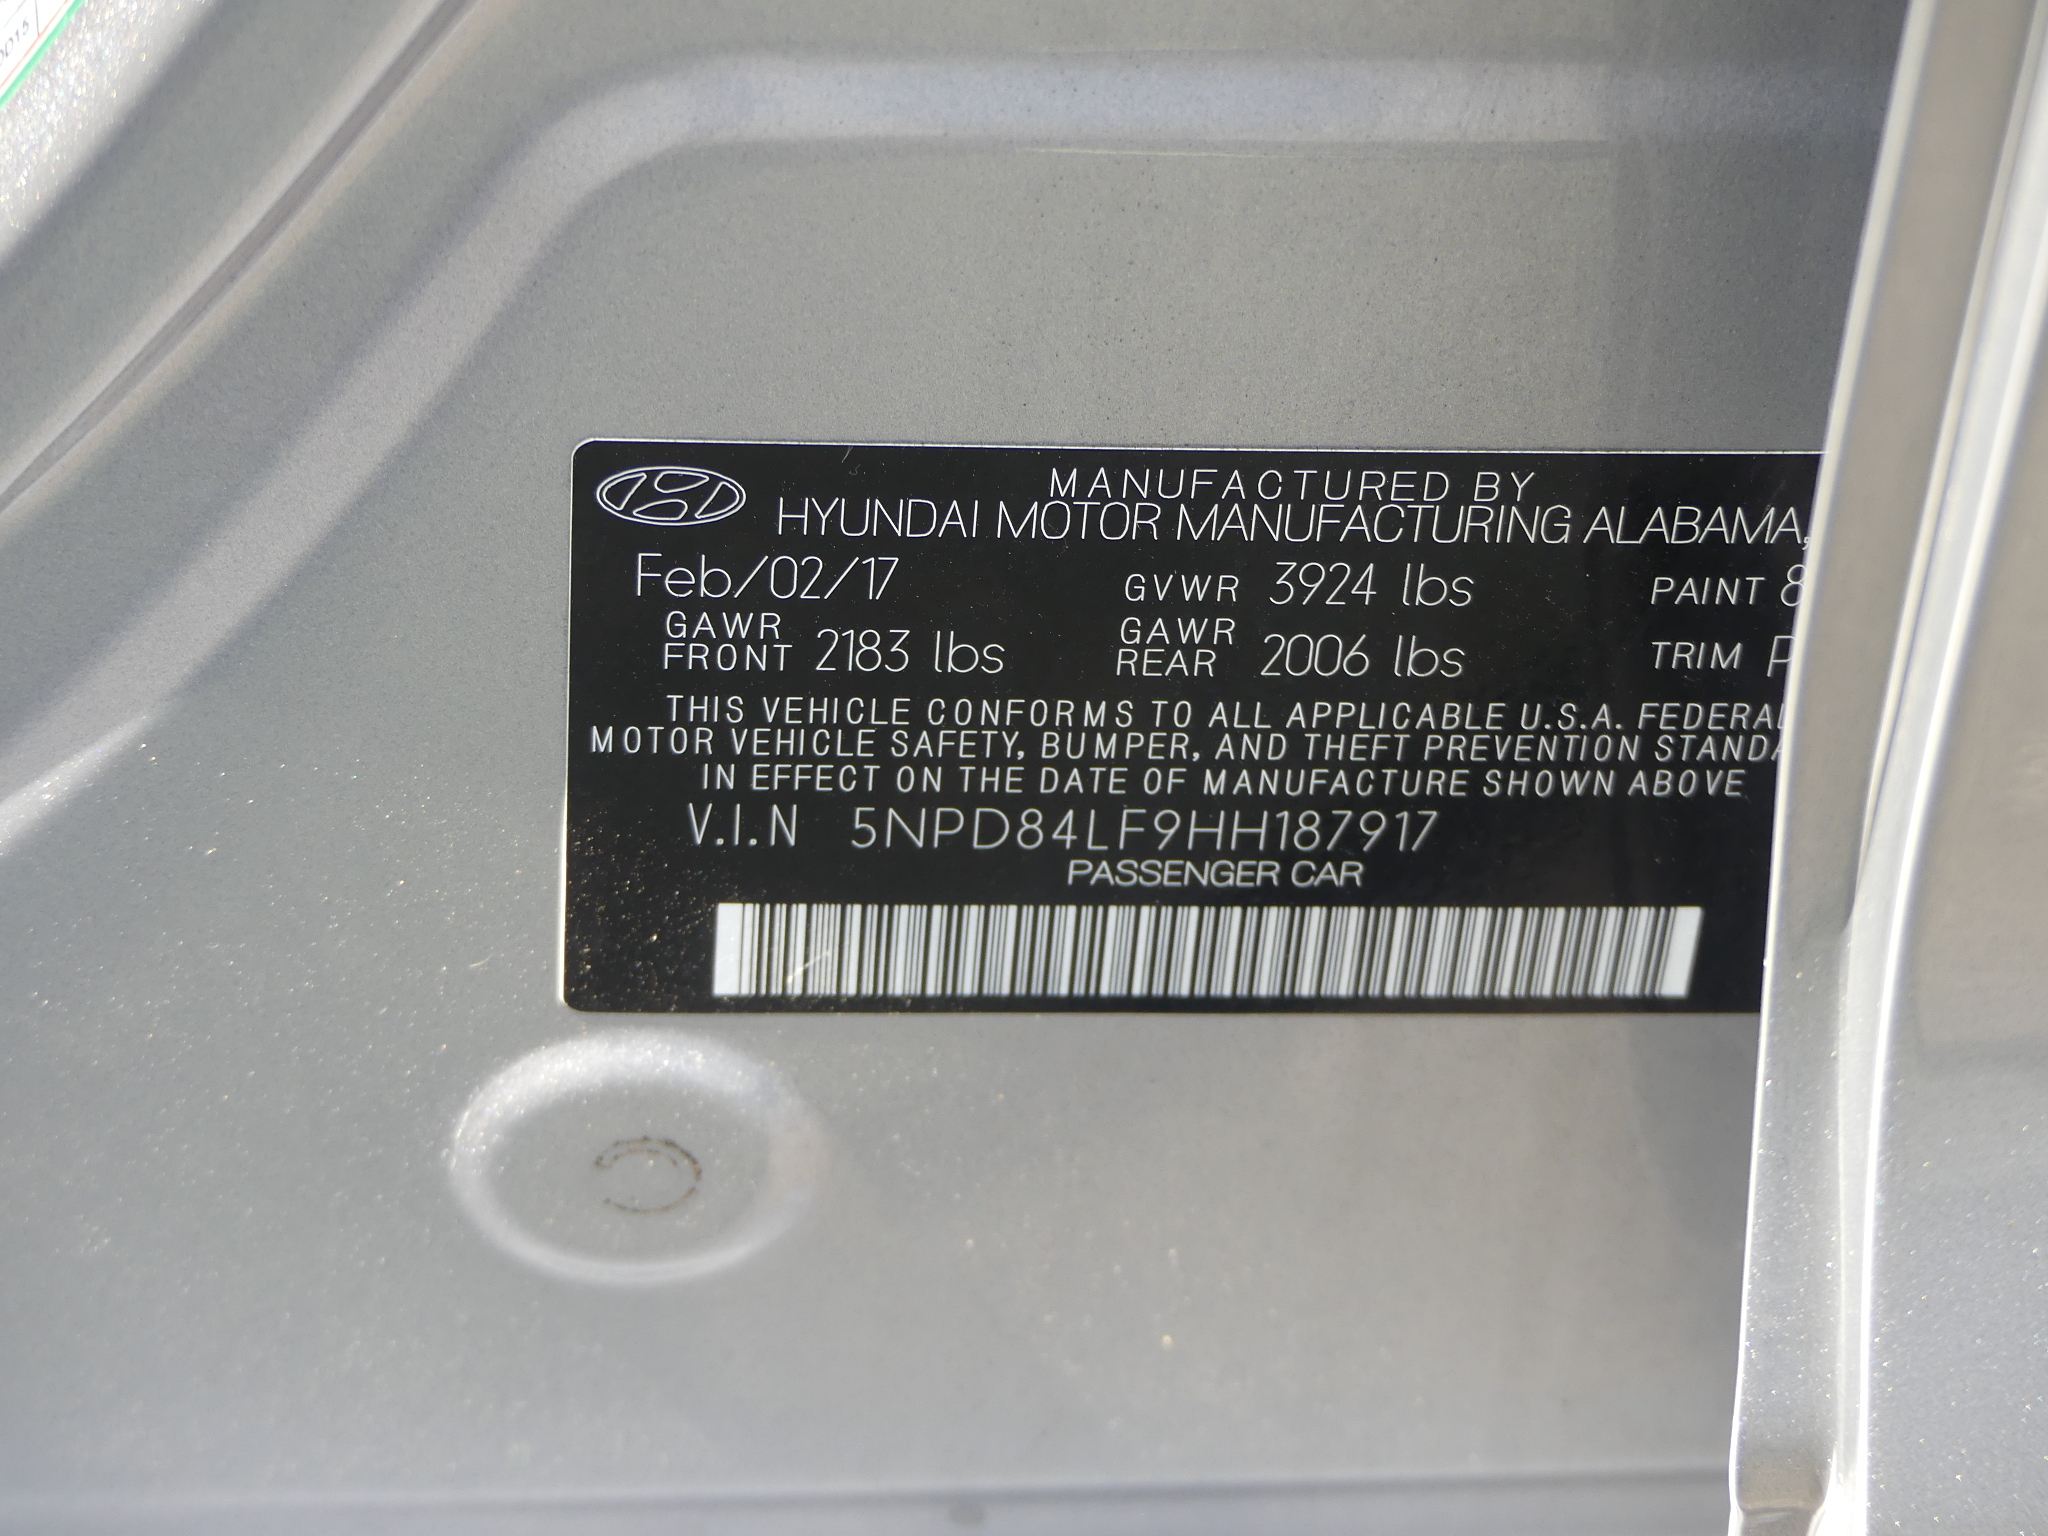 MANUFACTURED BY
HYUNDAI MOTOR MANUFACTURING ALABAMA,
Feb/02/17 GVWR 3924 lbs PAINT 8
GAWR FRONT 2183 lbs GAWR REAR 2006 lbs TRIM P
THIS VEHICLE CONFORMS TO ALL APPLICABLE U.S.A. FEDERAL
MOTOR VEHICLE SAFETY, BUMPER, AND THEFT PREVENTION STANDA
IN EFFECT ON THE DATE OF MANUFACTURE SHOWN ABOVE
V.I.N 5NPD84LF9HH187917
PASSENGER CAR